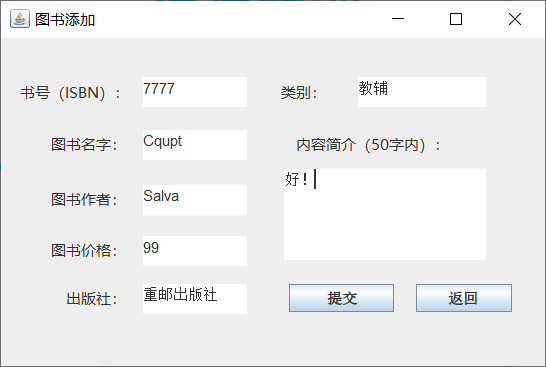 图书添加
书号（ISBN）： 7777 类别： 教辅
图书名字： Cqupt 内容简介（50字内）：
图书作者： Salva 好！
图书价格： 99
出版社： 重邮出版社 提交 返回